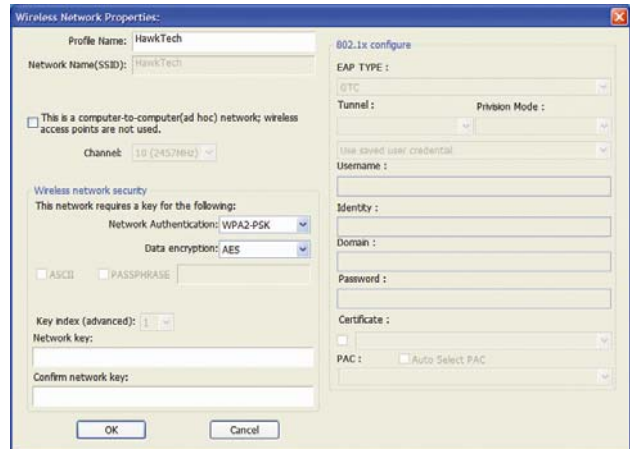 Wireless Network Properties:
Profile Name: HawkTech
Network Name(SSID): HawkTech
This is a computer-to-computer(ad hoc) network; wireless
access points are not used.
Channel: 10 (2457MHz)
Wireless network security
This network requires a key for the following:
Network Authentication: WPA2-PSK
Data encryption: AES
ASCII PASSPHRASE
Key index (advanced): 1
Network key:
Confirm network key:
OK Cancel
802.1x configure
EAP TYPE :
GTC
Tunnel : Privision Mode :
Use saved user credental
Username :
Identity :
Domain :
Password :
Certificate :
PAC : Auto Select PAC